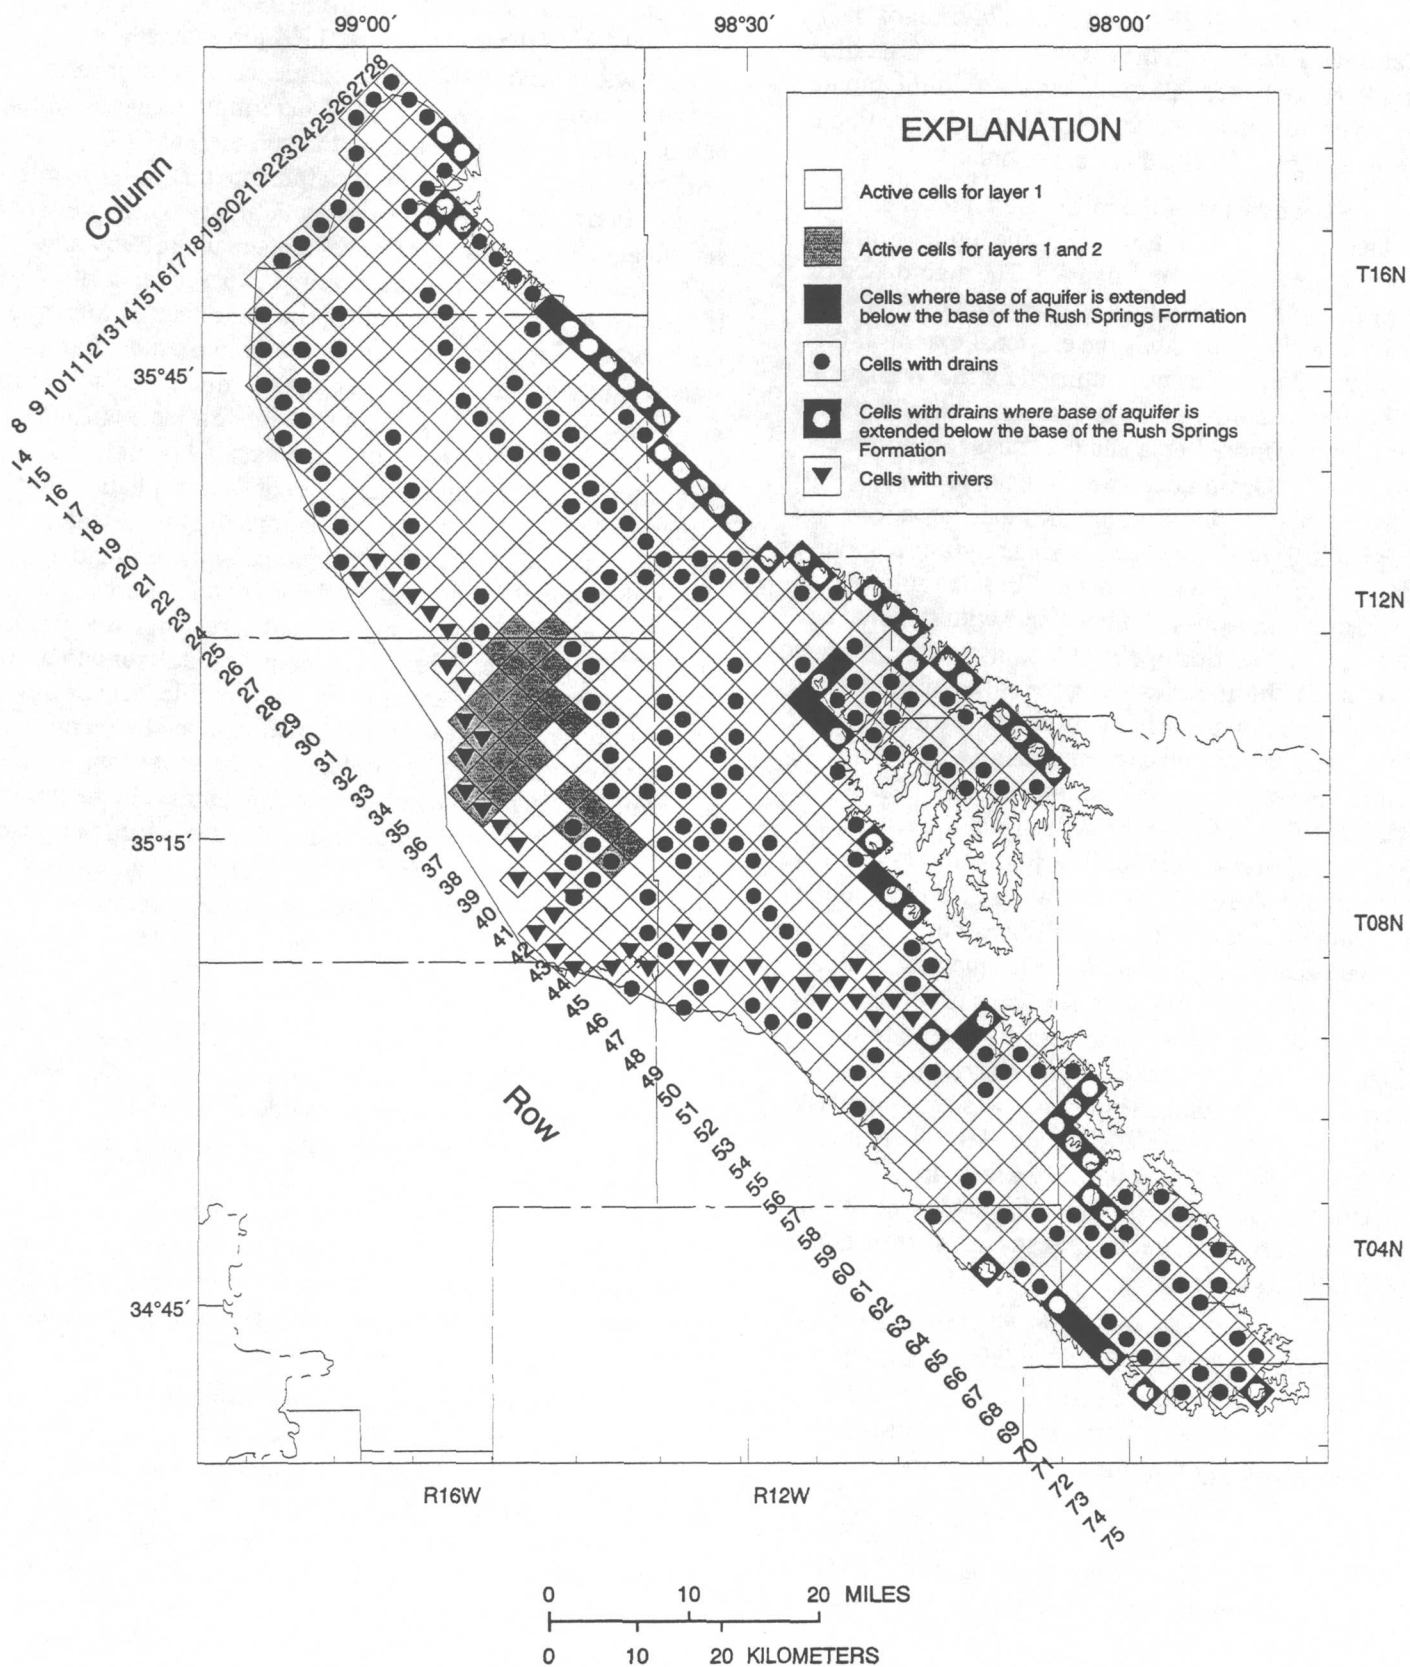 99°00′ 98°30′ 98°00′
Column
8 9 10 11 12 13 14 15 16 17 18 19 20 21 22 23 24 25 26 27 28
EXPLANATION
Active cells for layer 1
Active cells for layers 1 and 2
Cells where base of aquifer is extended
below the base of the Rush Springs Formation
Cells with drains
Cells with drains where base of aquifer is
extended below the base of the Rush Springs
Formation
Cells with rivers
T16N
T12N
T08N
T04N
35°45′
35°15′
34°45′
14 15 16 17 18 19 20 21 22 23 24 25 26 27 28 29 30 31 32 33 34 35 36 37 38 39 40 41 42 43 44 45 46 47 48 49 50 51 52 53 54 55 56 57 58 59 60 61 62 63 64 65 66 67 68 69 70 71 72 73 74 75
Row
R16W R12W
0 10 20 MILES
0 10 20 KILOMETERS